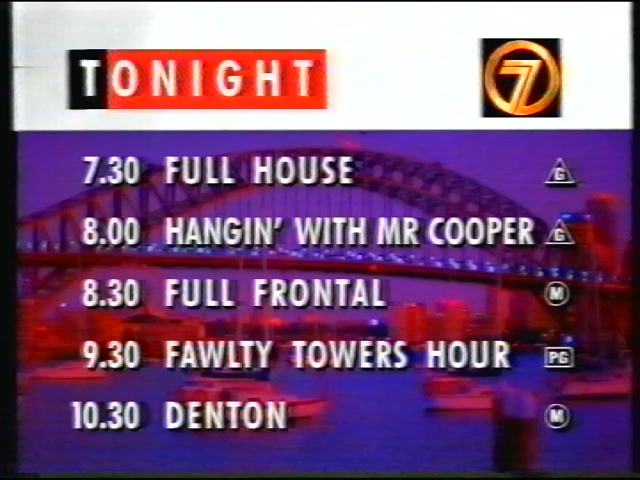 TONIGHT 7
7.30 FULL HOUSE G
8.00 HANGIN' WITH MR COOPER G
8.30 FULL FRONTAL M
9.30 FAWLTY TOWERS HOUR PG
10.30 DENTON M